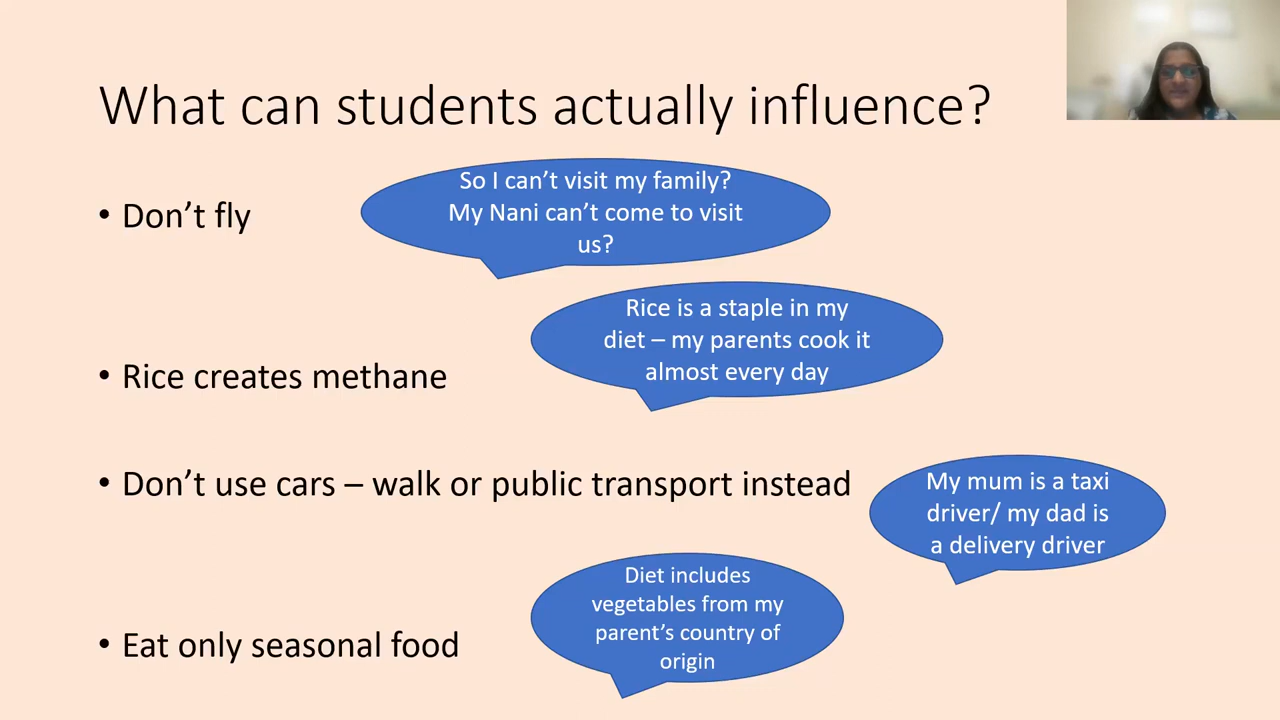 What can students actually influence?
• Don’t fly
So I can’t visit my family?
My Nani can’t come to visit
us?
• Rice creates methane
Rice is a staple in my
diet – my parents cook it
almost every day
• Don’t use cars – walk or public transport instead
My mum is a taxi
driver/ my dad is
a delivery driver
• Eat only seasonal food
Diet includes
vegetables from my
parent’s country of
origin